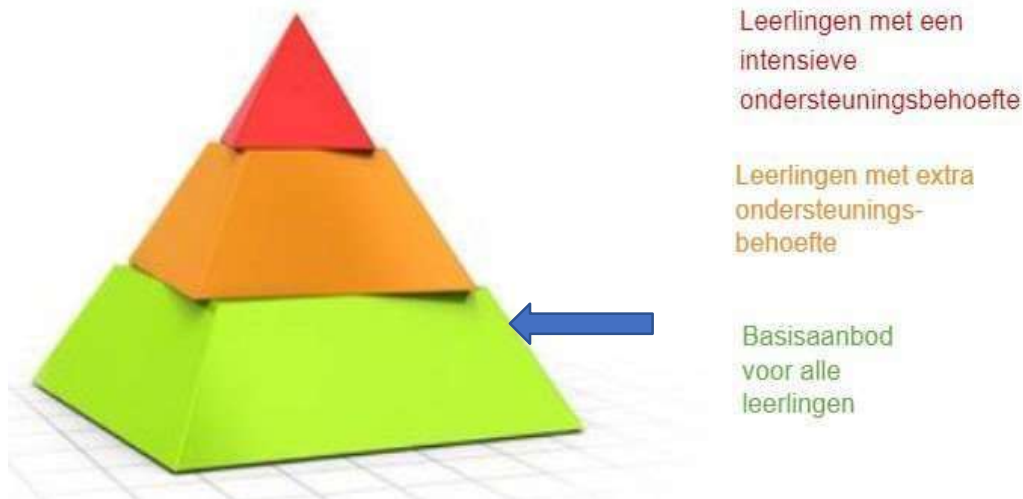 Leerlingen met een
intensieve
ondersteuningsbehoefte
Leerlingen met extra
ondersteunings-
behoefte
Basisaanbod
voor alle
leerlingen